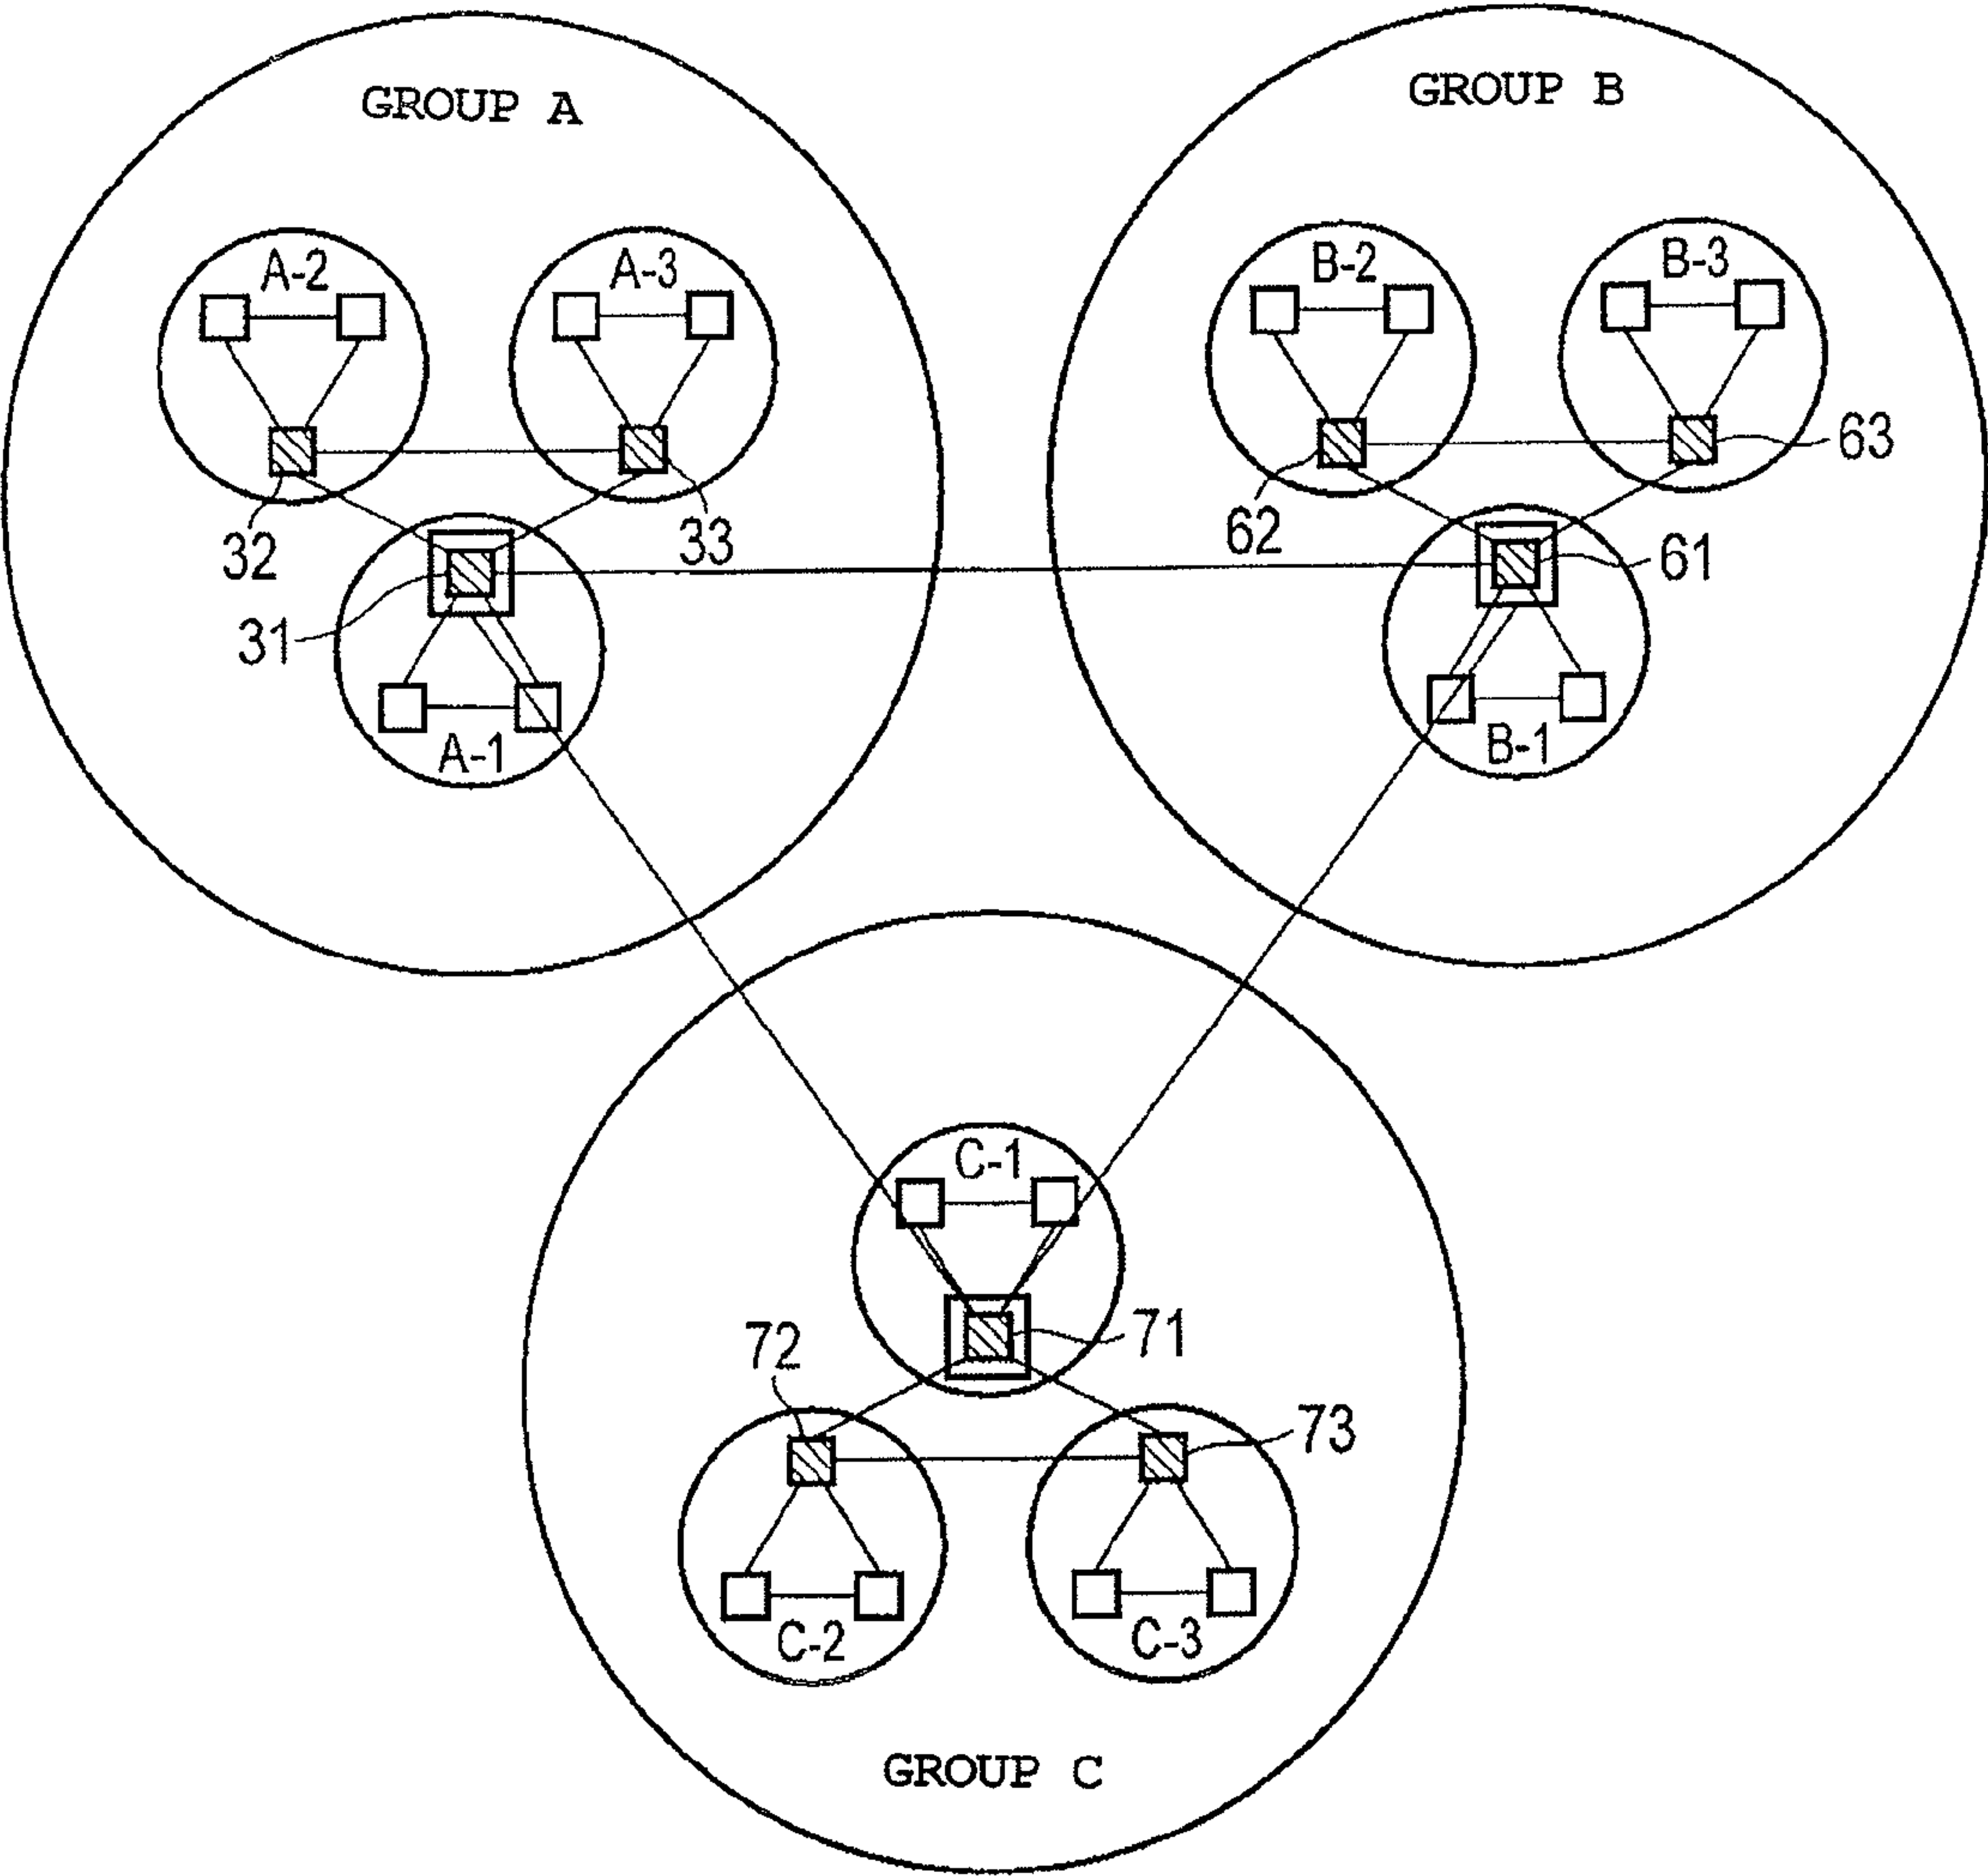 GROUP A
GROUP B
A-2
A-3
B-2
B-3
63
32
33
62
61
31
A-1
B-1
C-1
72
71
73
C-2
C-3
GROUP C